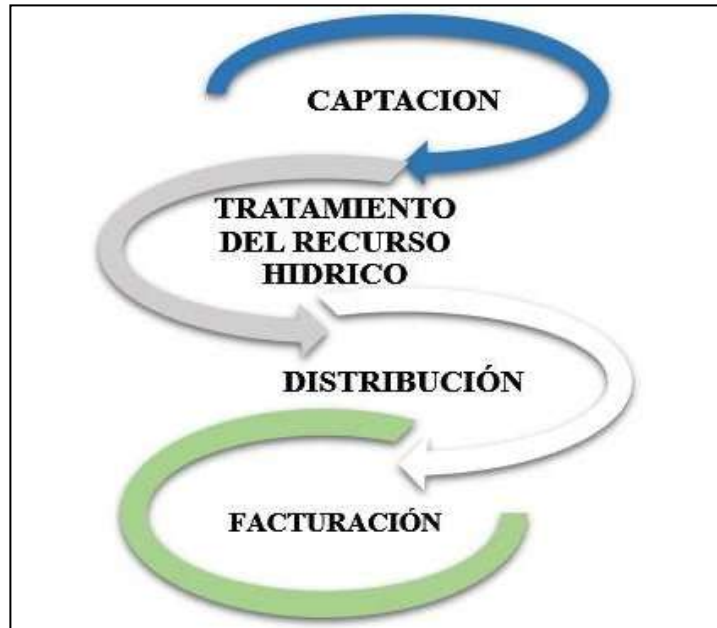 CAPTACION
TRATAMIENTO
DEL RECURSO
HIDRICO
DISTRIBUCIÓN
FACTURACIÓN